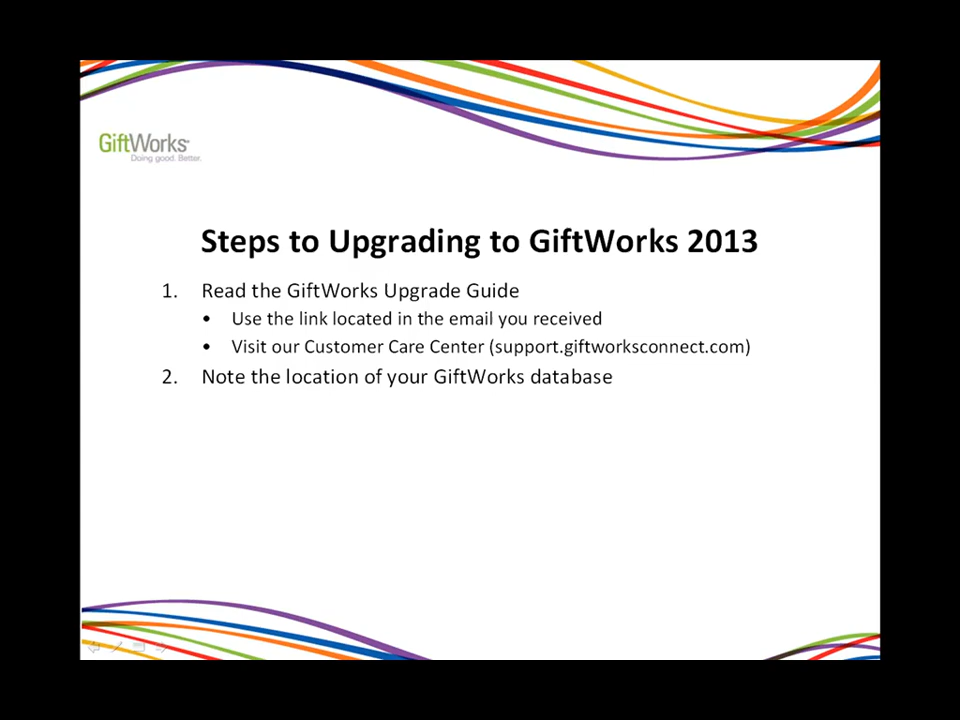 GiftWorks
Doing good. Better.
Steps to Upgrading to GiftWorks 2013
1. Read the GiftWorks Upgrade Guide
• Use the link located in the email you received
• Visit our Customer Care Center (support.giftworksconnect.com)
2. Note the location of your GiftWorks database